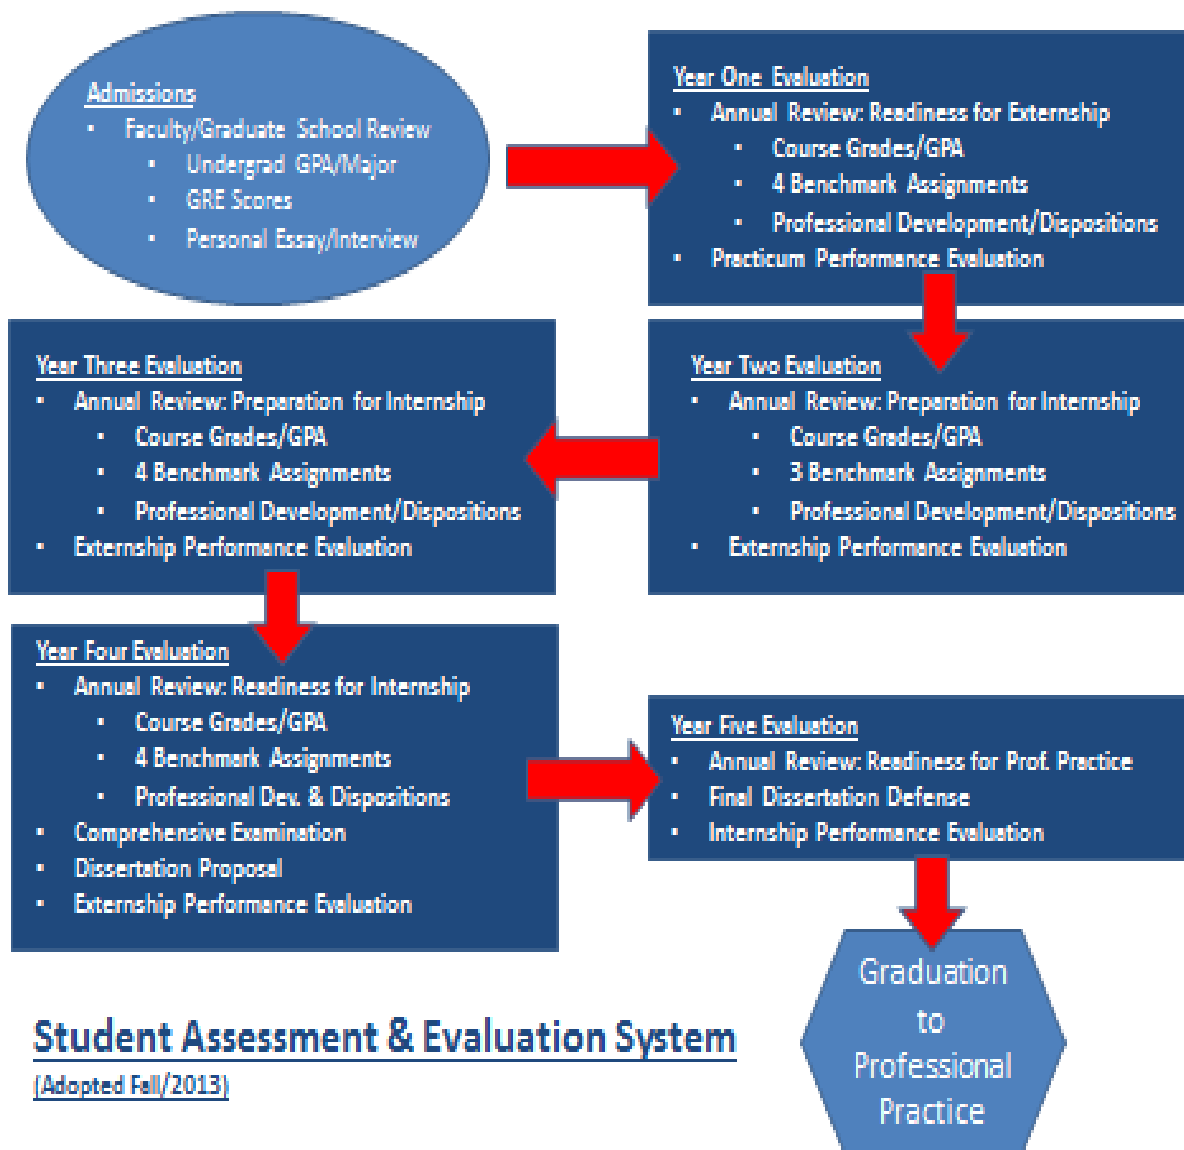 Admissions
▪ Faculty/Graduate School Review
▪ Undergrad GPA/Major
▪ GRE Scores
▪ Personal Essay/Interview
Year One Evaluation
▪ Annual Review: Readiness for Externship
▪ Course Grades/GPA
▪ 4 Benchmark Assignments
▪ Professional Development/Dispositions
▪ Practicum Performance Evaluation
Year Two Evaluation
▪ Annual Review: Preparation for Internship
▪ Course Grades/GPA
▪ 3 Benchmark Assignments
▪ Professional Development/Dispositions
▪ Externship Performance Evaluation
Year Three Evaluation
▪ Annual Review: Preparation for Internship
▪ Course Grades/GPA
▪ 4 Benchmark Assignments
▪ Professional Development/Dispositions
▪ Externship Performance Evaluation
Year Four Evaluation
▪ Annual Review: Readiness for Internship
▪ Course Grades/GPA
▪ 4 Benchmark Assignments
▪ Professional Dev. & Dispositions
▪ Comprehensive Examination
▪ Dissertation Proposal
▪ Externship Performance Evaluation
Year Five Evaluation
▪ Annual Review: Readiness for Prof. Practice
▪ Final Dissertation Defense
▪ Internship Performance Evaluation
Graduation
to
Professional
Practice
Student Assessment & Evaluation System
(Adopted Fall/2013)